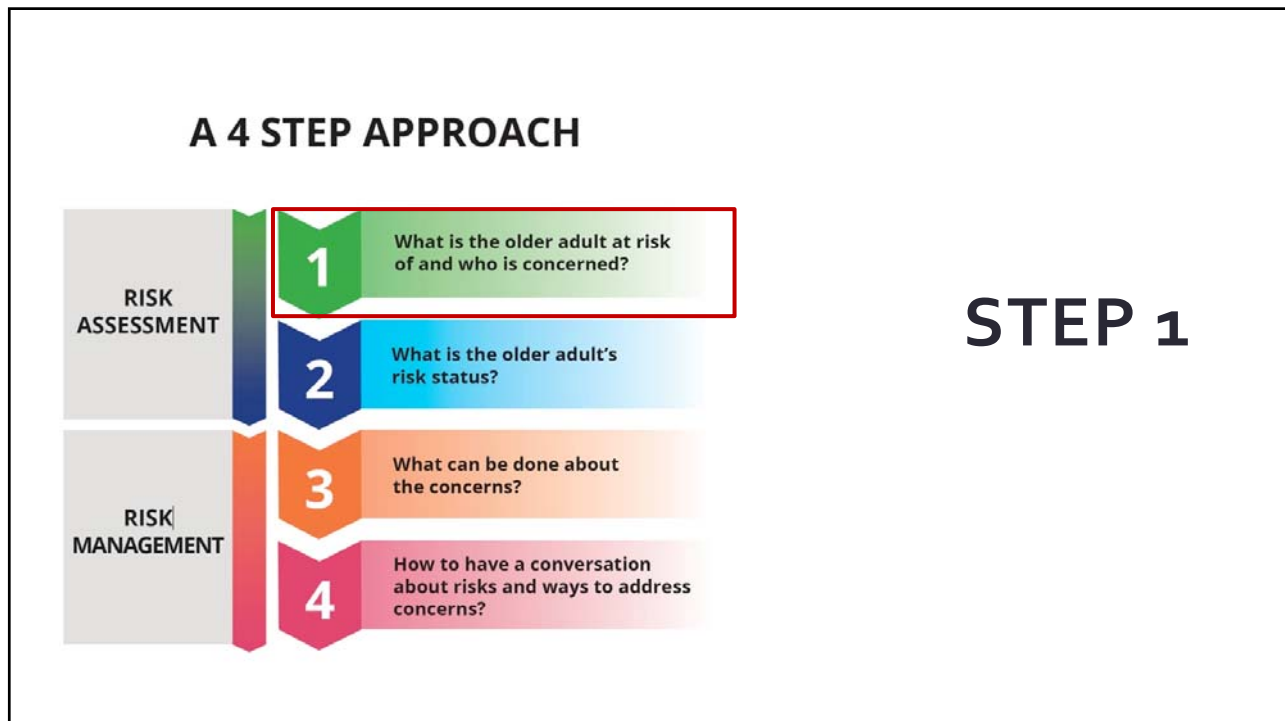 A 4 STEP APPROACH
RISK
ASSESSMENT
1
What is the older adult at risk
of and who is concerned?
2
What is the older adult's
risk status?
RISK
MANAGEMENT
3
What can be done about
the concerns?
4
How to have a conversation
about risks and ways to address
concerns?
STEP 1